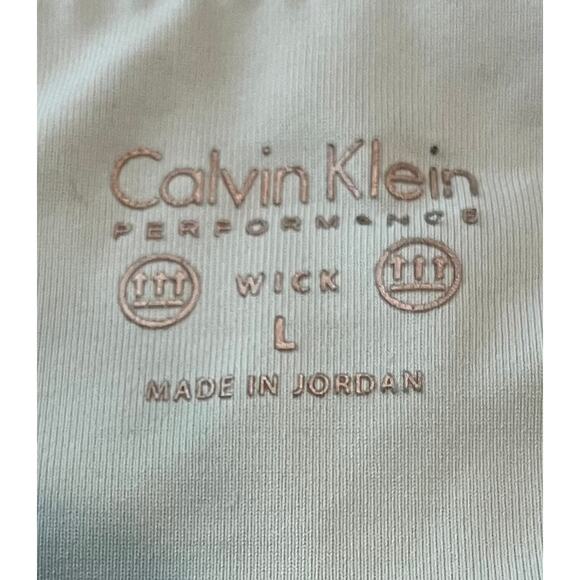 Calvin Klein
PERFORMANCE
WICK
L
MADE IN JORDAN